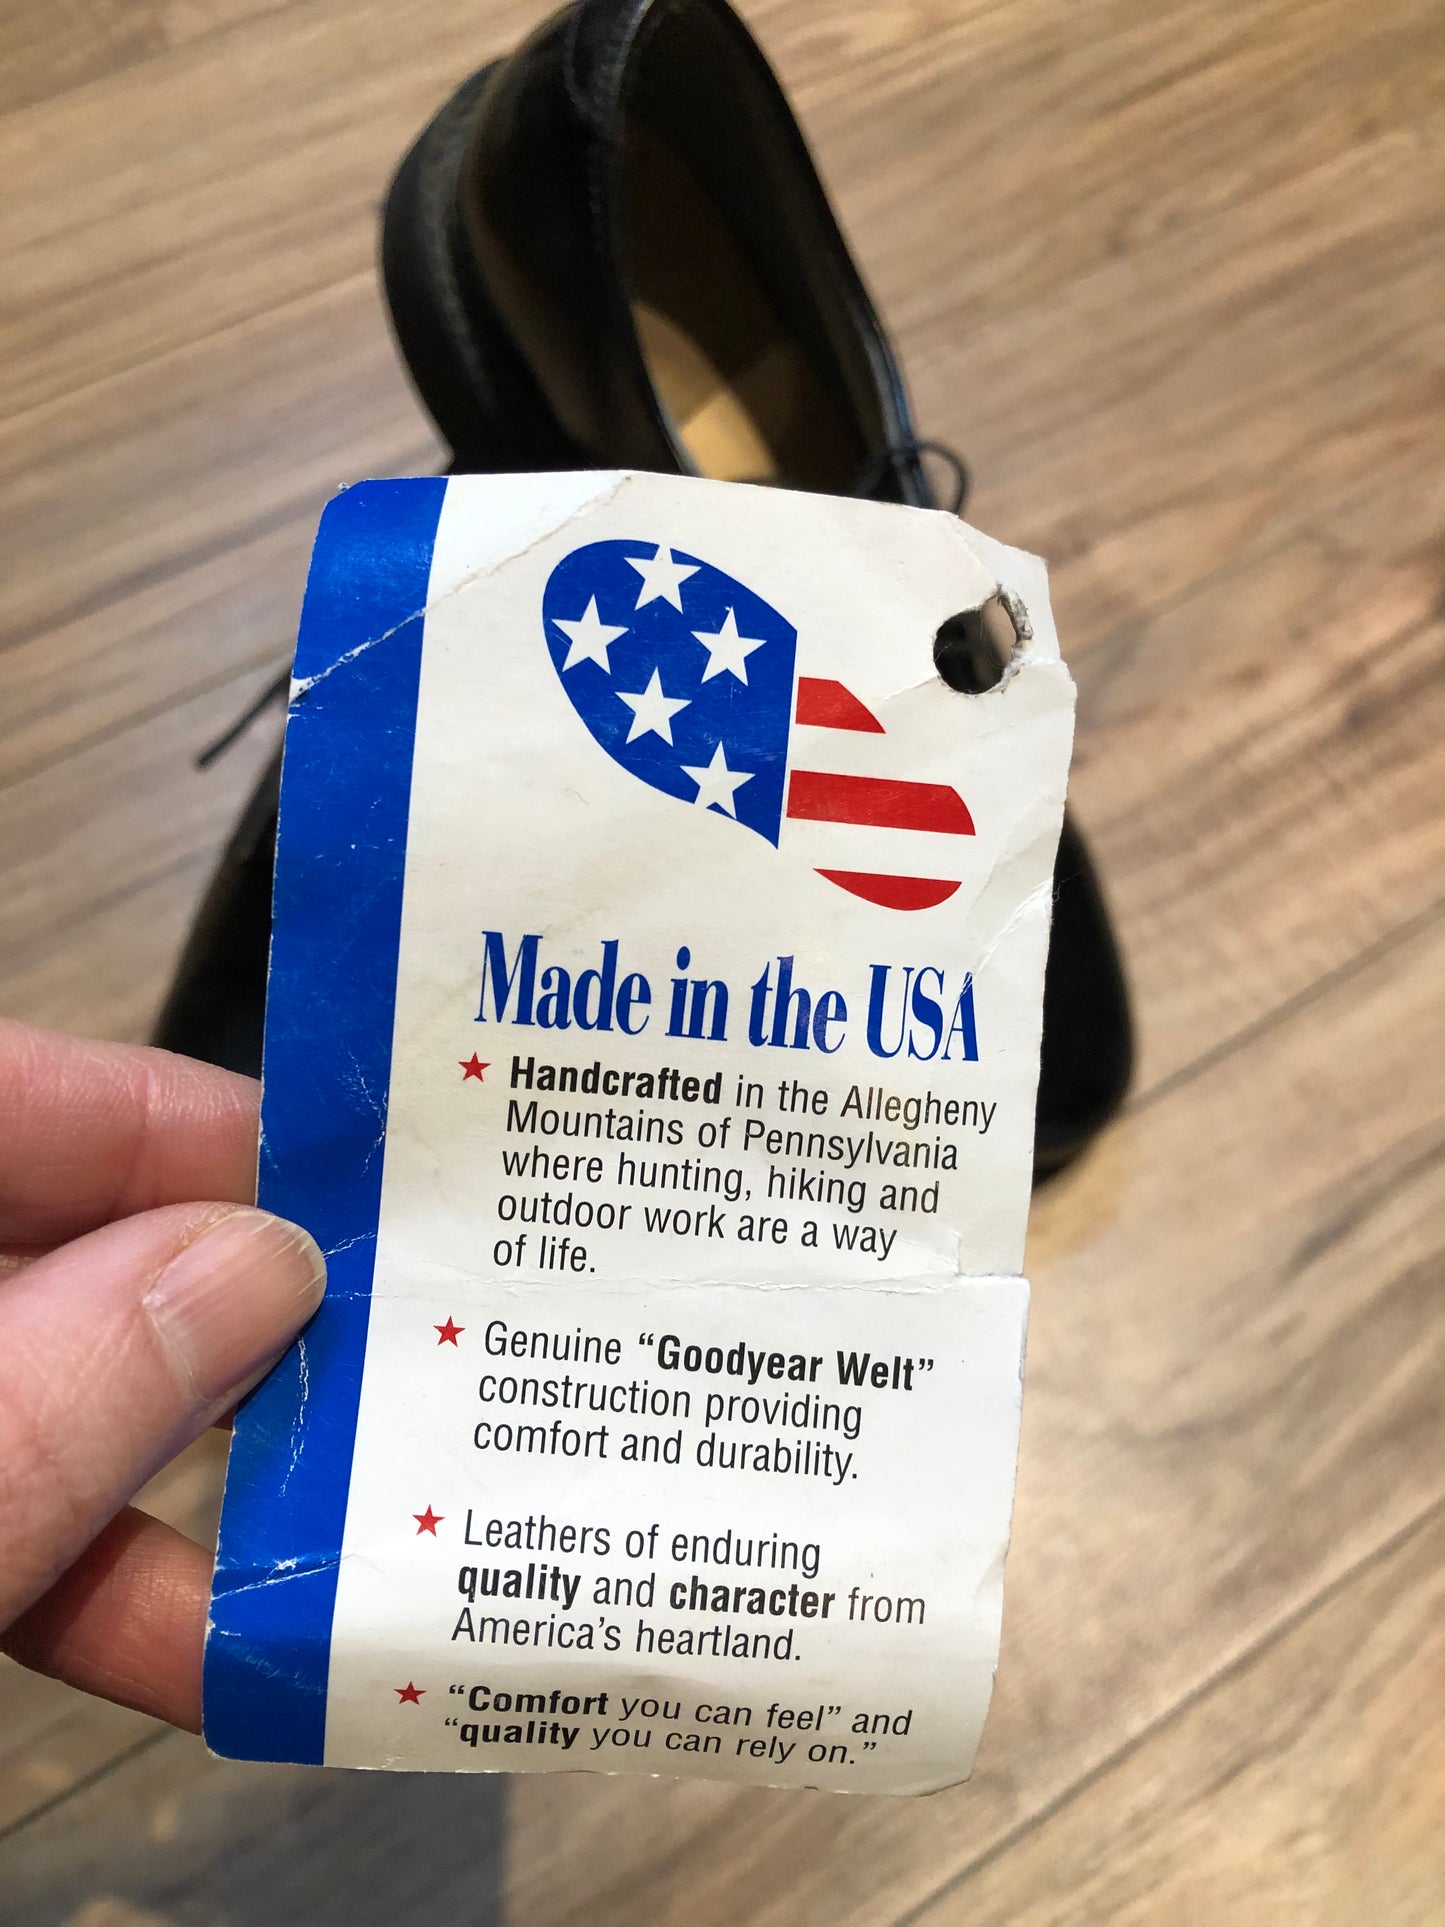 Made in the USA
Handcrafted in the Allegheny
Mountains of Pennsylvania
where hunting, hiking and
outdoor work are a way
of life.
Genuine “Goodyear Welt”
construction providing
comfort and durability.
Leathers of enduring
quality and character from
America’s heartland.
“Comfort you can feel” and
“quality you can rely on.”